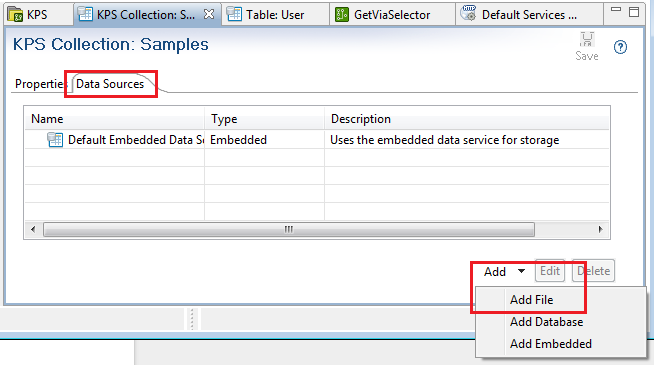 KPS KPS Collection: S... Table: User GetViaSelector Default Services ...
KPS Collection: Samples
Save
Properties Data Sources
Name Type Description
Default Embedded Data S Embedded Uses the embedded data service for storage
Add Edit Delete
Add File
Add Database
Add Embedded